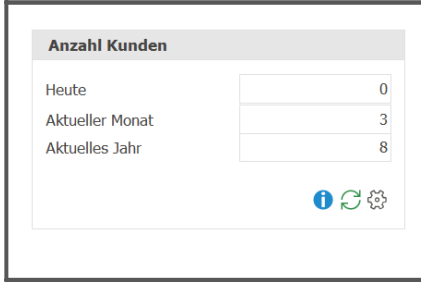 Anzahl Kunden
Heute 0
Aktueller Monat 3
Aktuelles Jahr 8